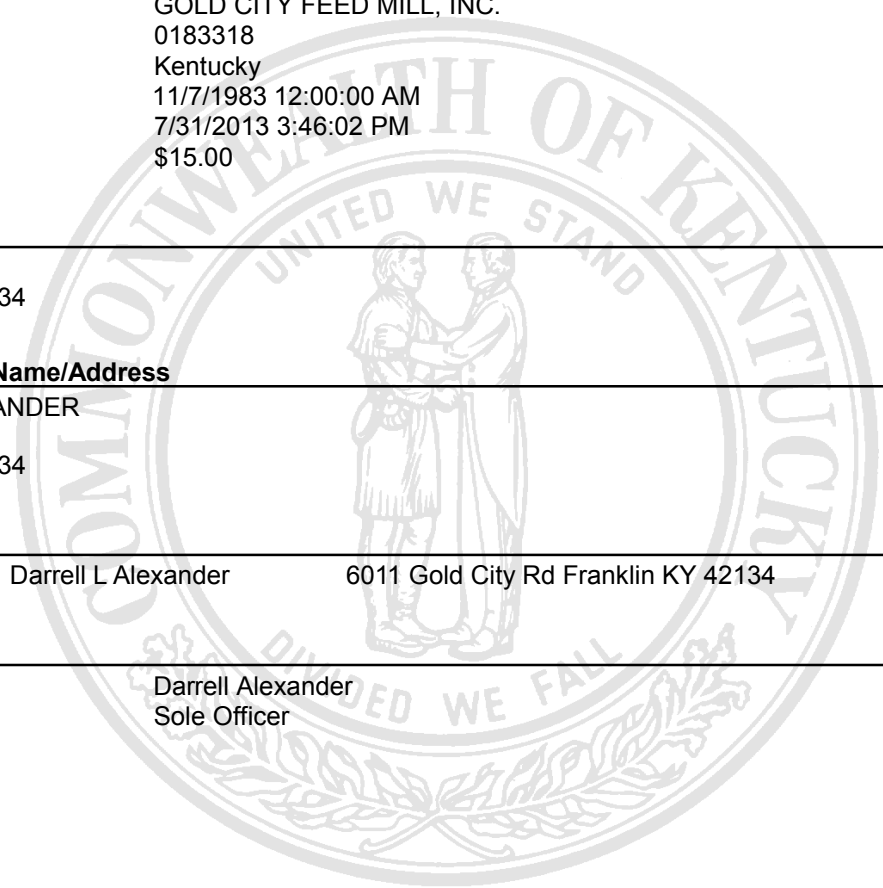 GOLD CITY FEED MILL, INC.
0183318
Kentucky
11/7/1983 12:00:00 AM
7/31/2013 3:46:02 PM
$15.00
34
Name/Address
ANDER
34
Darrell L Alexander 6011 Gold City Rd Franklin KY 42134
Darrell Alexander
Sole Officer
COMMONWEALTH OF KENTUCKY
UNITED WE STAND
DIVIDED WE FALL